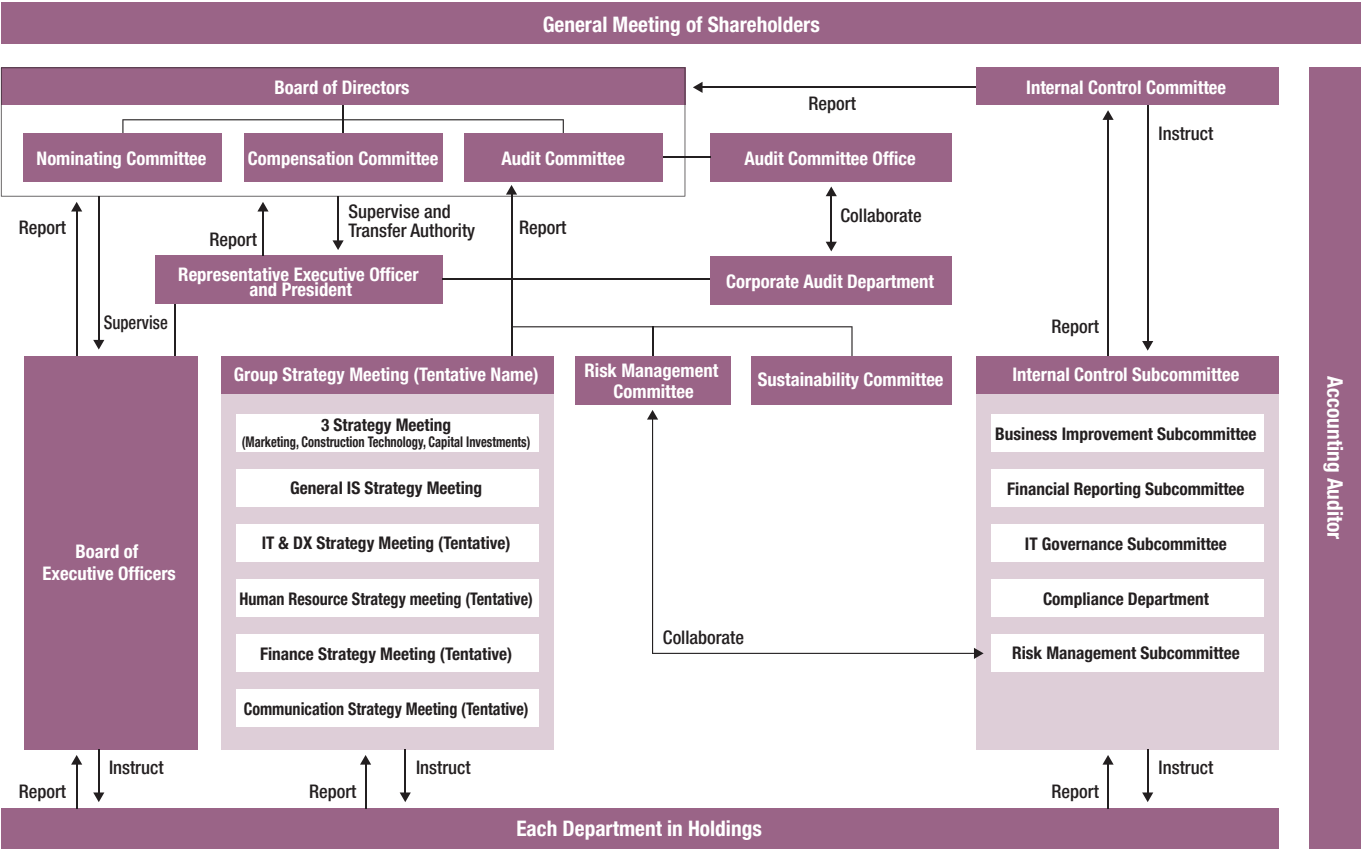 General Meeting of Shareholders
Board of Directors
Internal Control Committee
Report
Instruct
Nominating Committee
Compensation Committee
Audit Committee
Audit Committee Office
Report
Report
Supervise and
Transfer Authority
Report
Collaborate
Representative Executive Officer
and President
Corporate Audit Department
Supervise
Report
Board of
Executive Officers
Group Strategy Meeting (Tentative Name)
3 Strategy Meeting
(Marketing, Construction Technology, Capital Investments)
General IS Strategy Meeting
IT & DX Strategy Meeting (Tentative)
Human Resource Strategy meeting (Tentative)
Finance Strategy Meeting (Tentative)
Communication Strategy Meeting (Tentative)
Risk Management
Committee
Sustainability Committee
Collaborate
Internal Control Subcommittee
Business Improvement Subcommittee
Financial Reporting Subcommittee
IT Governance Subcommittee
Compliance Department
Risk Management Subcommittee
Accounting Auditor
Report
Instruct
Report
Instruct
Report
Instruct
Each Department in Holdings